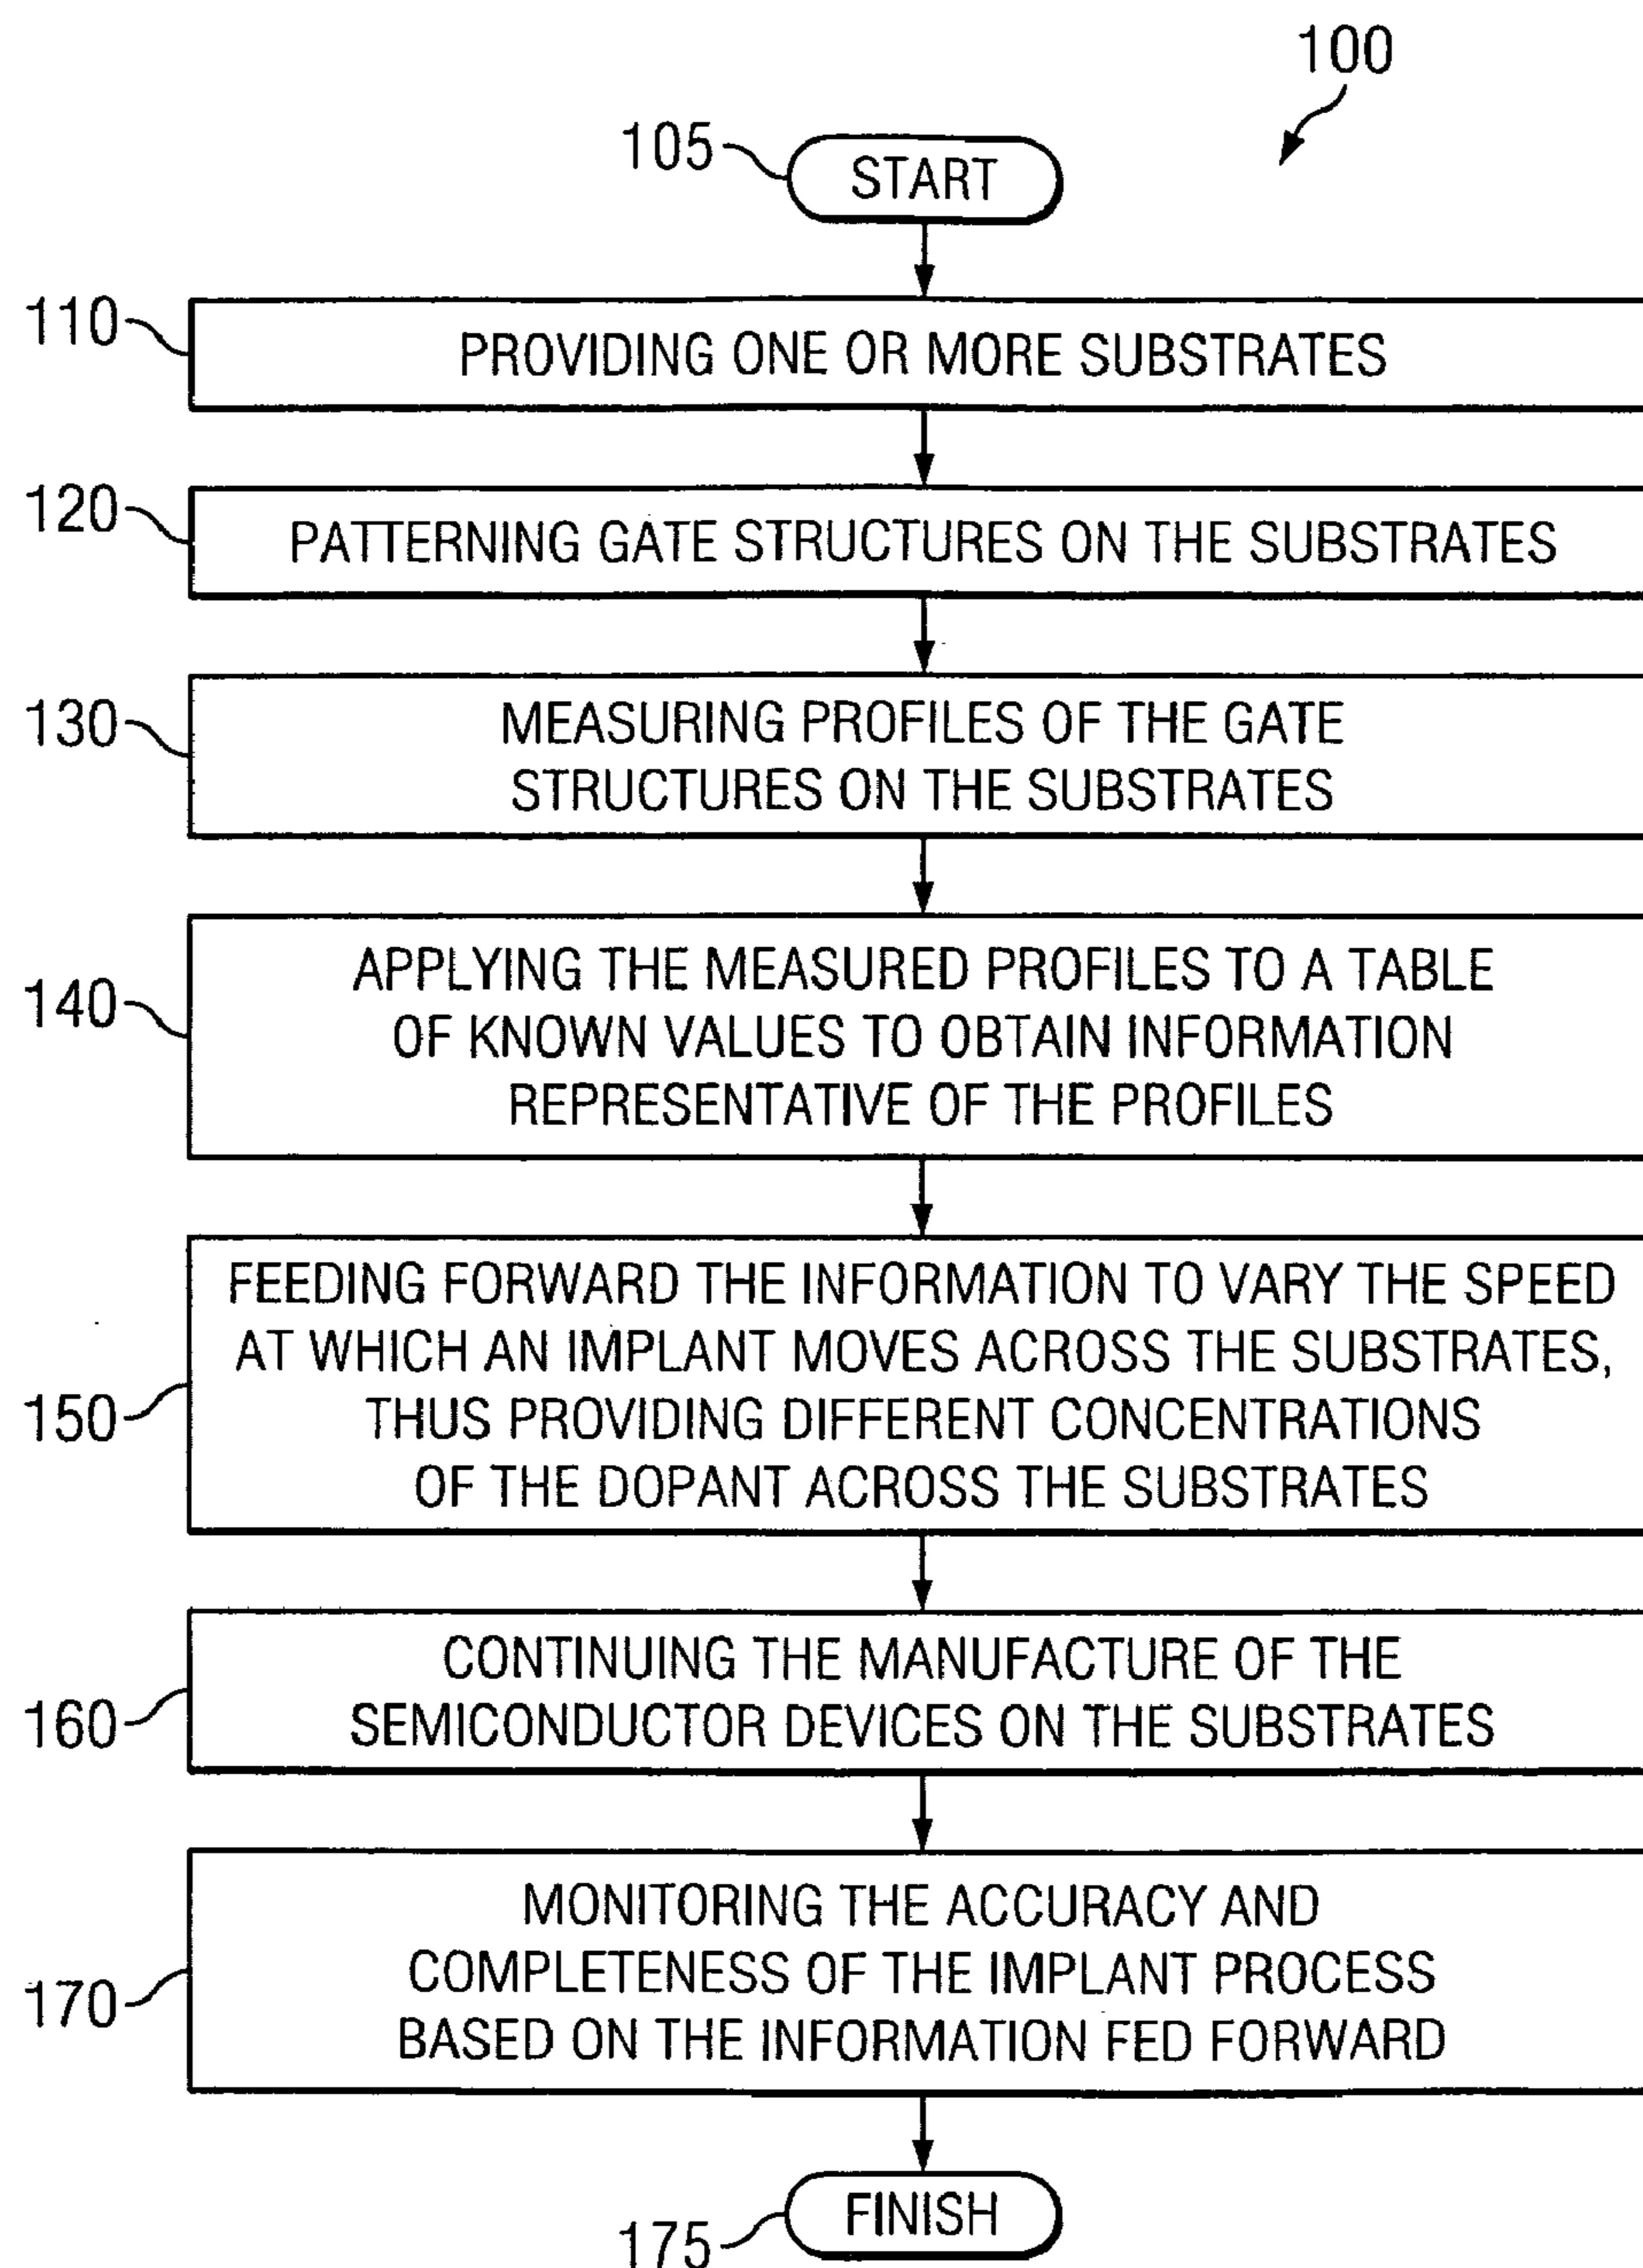 100
105
START
110
PROVIDING ONE OR MORE SUBSTRATES
120
PATTERNING GATE STRUCTURES ON THE SUBSTRATES
130
MEASURING PROFILES OF THE GATE
STRUCTURES ON THE SUBSTRATES
140
APPLYING THE MEASURED PROFILES TO A TABLE
OF KNOWN VALUES TO OBTAIN INFORMATION
REPRESENTATIVE OF THE PROFILES
150
FEEDING FORWARD THE INFORMATION TO VARY THE SPEED
AT WHICH AN IMPLANT MOVES ACROSS THE SUBSTRATES,
THUS PROVIDING DIFFERENT CONCENTRATIONS
OF THE DOPANT ACROSS THE SUBSTRATES
160
CONTINUING THE MANUFACTURE OF THE
SEMICONDUCTOR DEVICES ON THE SUBSTRATES
170
MONITORING THE ACCURACY AND
COMPLETENESS OF THE IMPLANT PROCESS
BASED ON THE INFORMATION FED FORWARD
175
FINISH